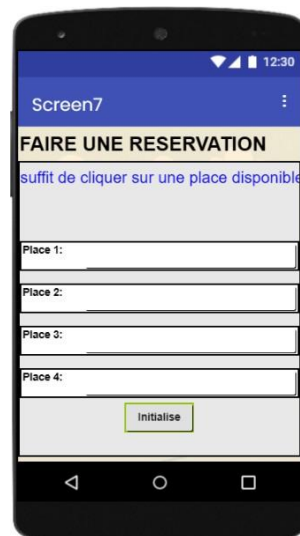 12:30
Screen7
FAIRE UNE RESERVATION
suffit de cliquer sur une place disponible
Place 1:
Place 2:
Place 3:
Place 4:
Initialise